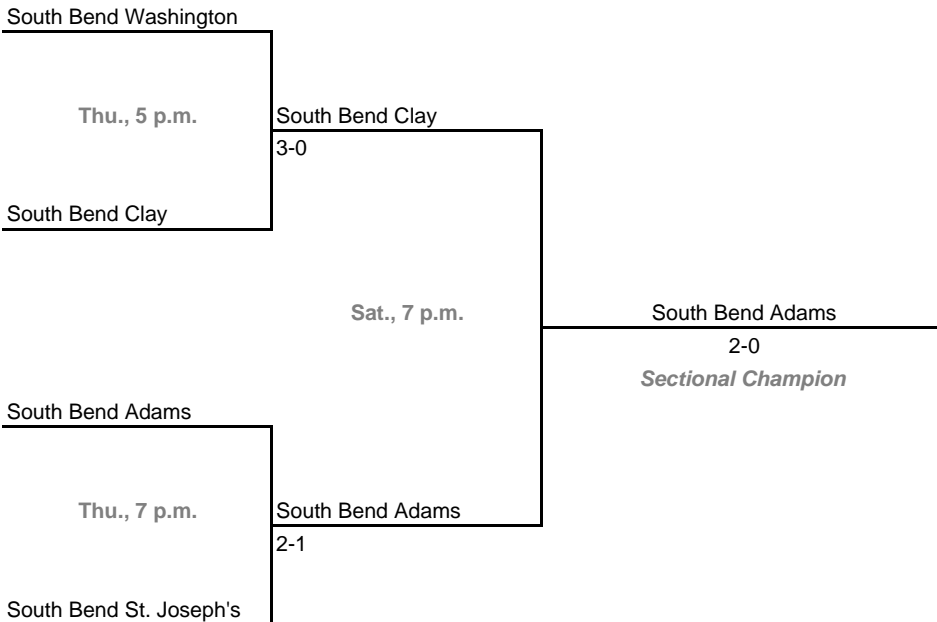 South Bend Washington
Thu., 5 p.m.
South Bend Clay
3-0
South Bend Clay
Sat., 7 p.m.
South Bend Adams
2-0
Sectional Champion
South Bend Adams
Thu., 7 p.m.
South Bend Adams
2-1
South Bend St. Joseph's